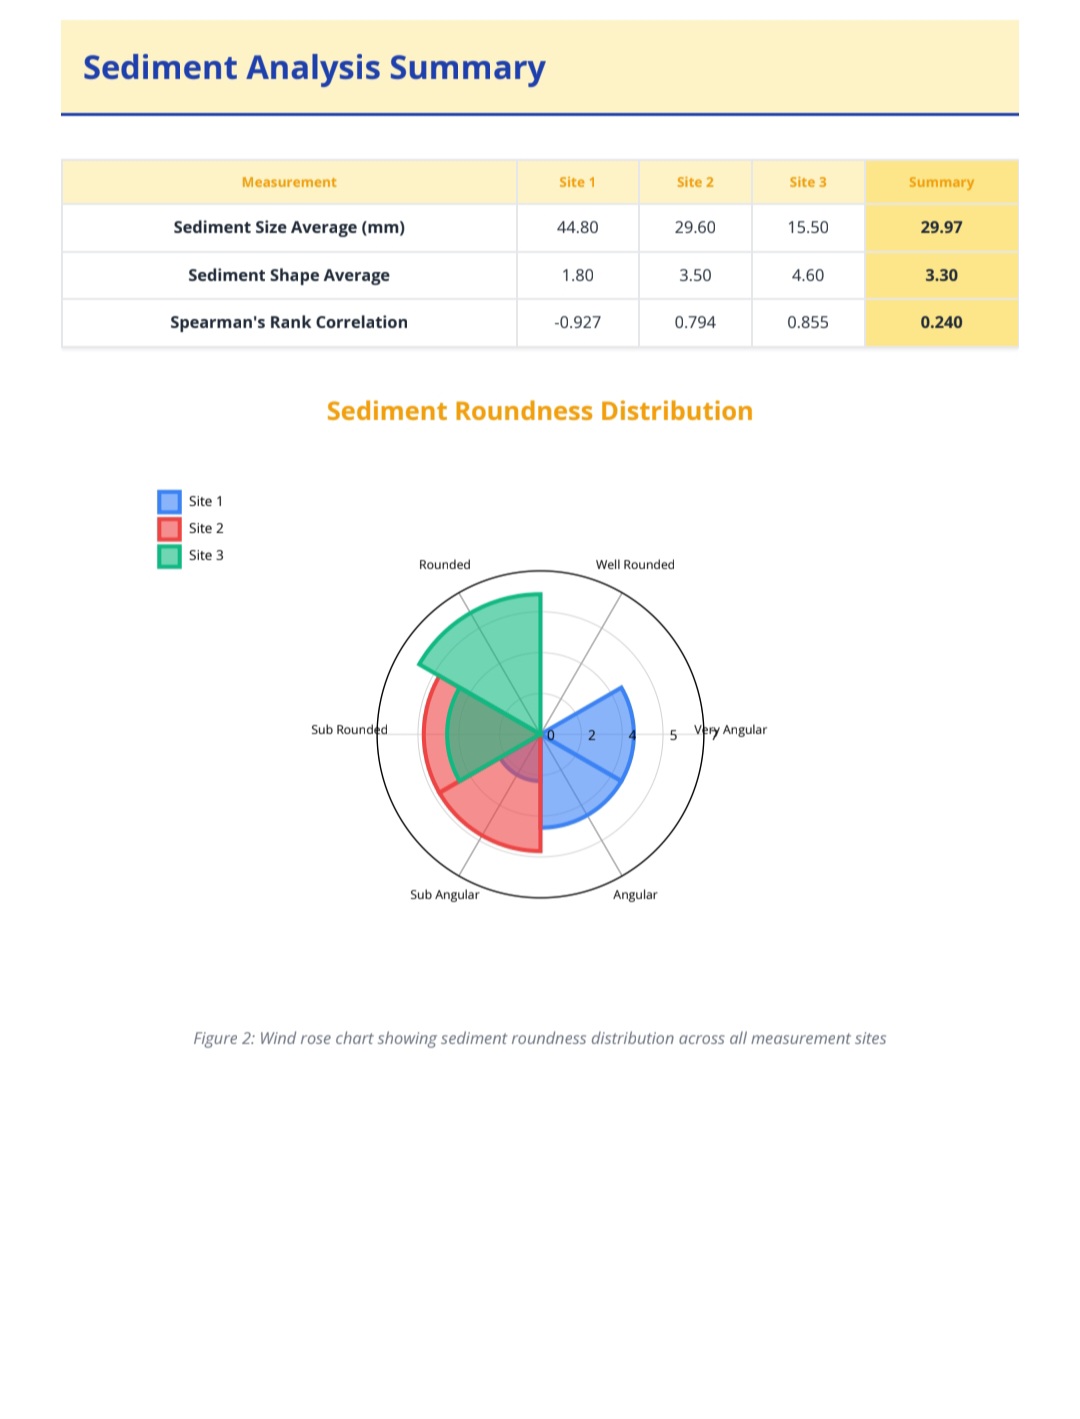 Sediment Analysis Summary
Measurement Site 1 Site 2 Site 3 Summary
Sediment Size Average (mm) 44.80 29.60 15.50 29.97
Sediment Shape Average 1.80 3.50 4.60 3.30
Spearman's Rank Correlation -0.927 0.794 0.855 0.240
Sediment Roundness Distribution
Site 1
Site 2
Site 3
Rounded Well Rounded
Sub Rounded 0 2 4 5 7 Very Angular
Sub Angular Angular
Figure 2: Wind rose chart showing sediment roundness distribution across all measurement sites